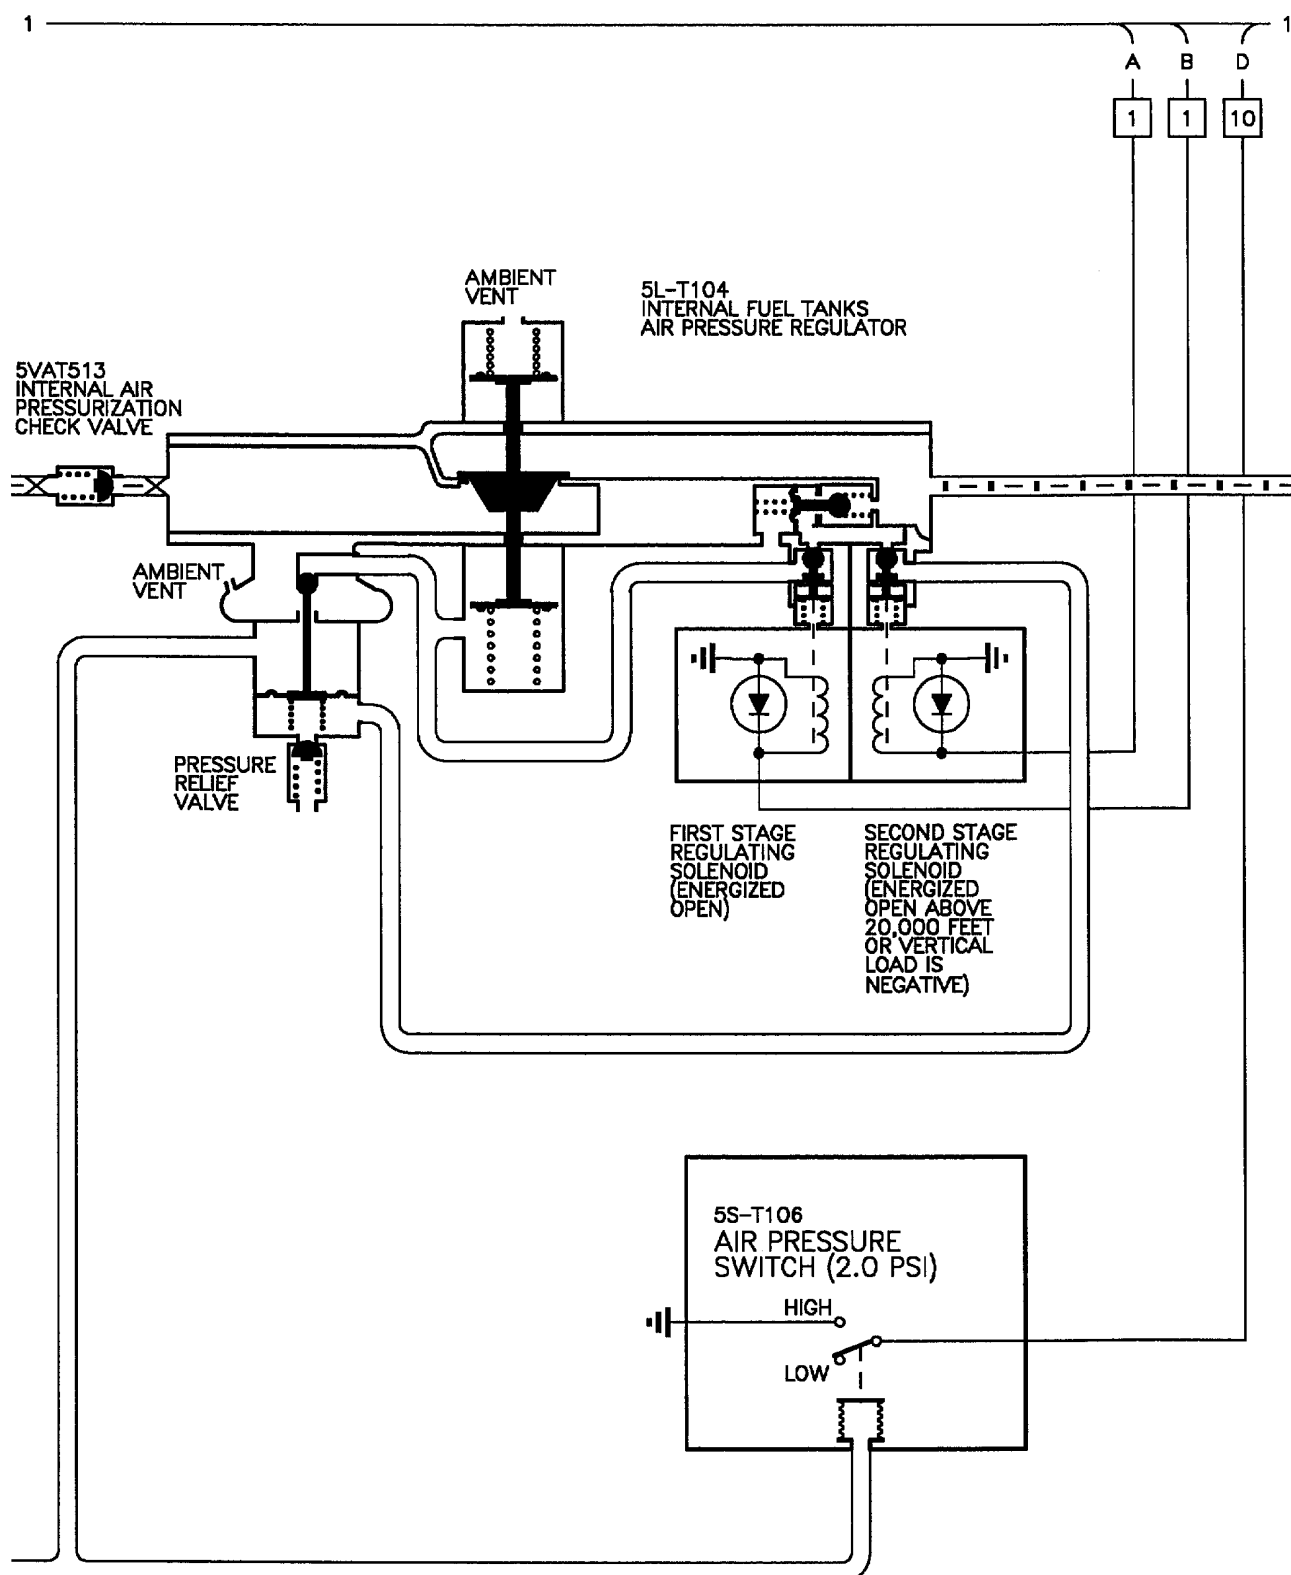 1
1
A B D
1 1 10
AMBIENT
VENT
5L-T104
INTERNAL FUEL TANKS
AIR PRESSURE REGULATOR
5VAT513
INTERNAL AIR
PRESSURIZATION
CHECK VALVE
AMBIENT
VENT
PRESSURE
RELIEF
VALVE
FIRST STAGE
REGULATING
SOLENOID
(ENERGIZED
OPEN)
SECOND STAGE
REGULATING
SOLENOID
(ENERGIZED
OPEN ABOVE
20,000 FEET
OR VERTICAL
LOAD IS
NEGATIVE)
5S-T106
AIR PRESSURE
SWITCH (2.0 PSI)
HIGH
LOW